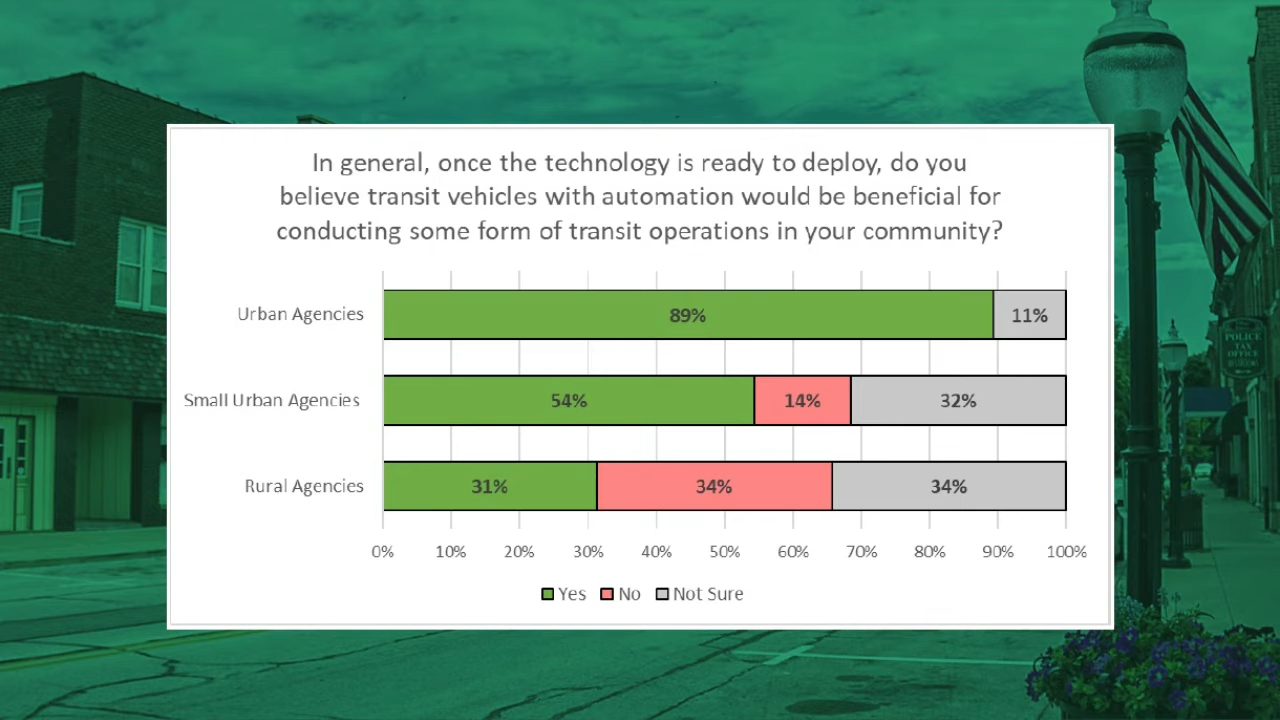 In general, once the technology is ready to deploy, do you
believe transit vehicles with automation would be beneficial for
conducting some form of transit operations in your community?
Urban Agencies
89%
11%
Small Urban Agencies
54%
14%
32%
Rural Agencies
31%
34%
34%
0% 10% 20% 30% 40% 50% 60% 70% 80% 90% 100%
Yes No Not Sure
POLICE
TAX
OFFICE